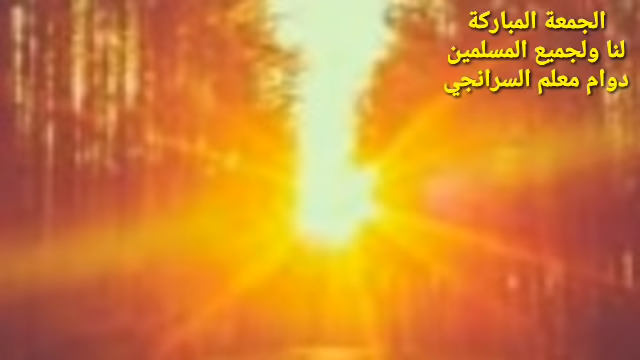 الجمعة المباركة
لنا ولجميع المسلمين
دوام معلم السرانجي